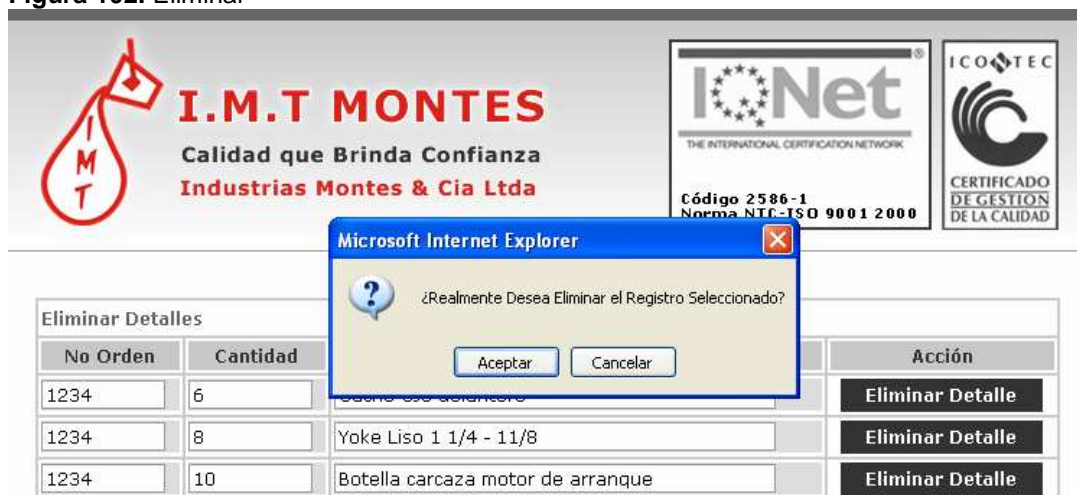 Figura 102. Eliminar
I.M.T MONTES
Calidad que Brinda Confianza
Industrias Montes & Cia Ltda
I
M
T
IQNet ®
THE INTERNATIONAL CERTIFICATION NETWORK
Código 2586-1
Norma NTC-ISO 9001 2000
ICONTEC
CERTIFICADO
DE GESTION
DE LA CALIDAD
Microsoft Internet Explorer
¿Realmente Desea Eliminar el Registro Seleccionado?
Aceptar Cancelar
Eliminar Detalles
No Orden Cantidad Acción
1234 6 Eliminar Detalle
1234 8 Yoke Liso 1 1/4 - 11/8 Eliminar Detalle
1234 10 Botella carcaza motor de arranque Eliminar Detalle